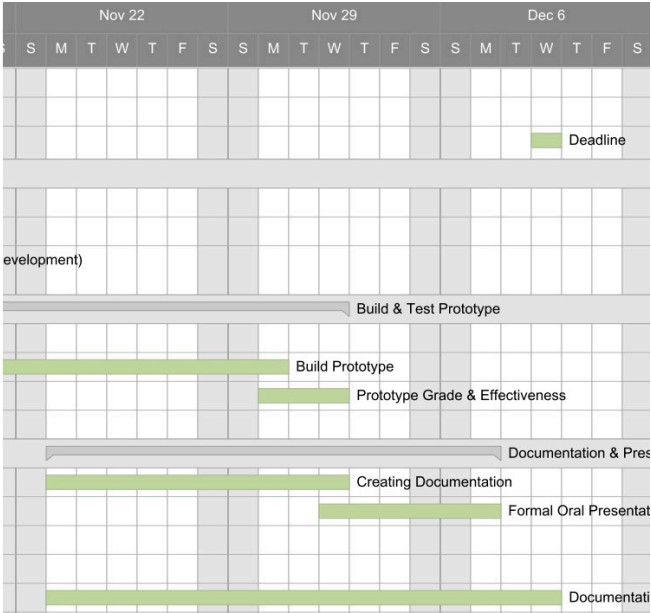 Nov 22 Nov 29 Dec 6
S S M T W T F S S M T W T F S S M T W T F S
Deadline
evelopment)
Build & Test Prototype
Build Prototype
Prototype Grade & Effectiveness
Documentation & Pres
Creating Documentation
Formal Oral Presentat
Documentati